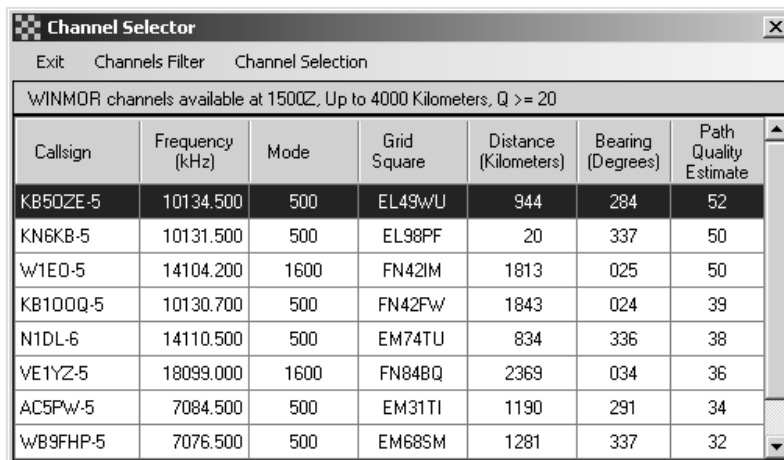 Channel Selector
Exit Channels Filter Channel Selection
WINMOR channels available at 1500Z, Up to 4000 Kilometers, Q >= 20
Callsign Frequency (kHz) Mode Grid Square Distance (Kilometers) Bearing (Degrees) Path Quality Estimate
KB5OZE-5 10134.500 500 EL49WU 944 284 52
KN6KB-5 10131.500 500 EL98PF 20 337 50
W1EO-5 14104.200 1600 FN42IM 1813 025 50
KB1OOQ-5 10130.700 500 FN42FW 1843 024 39
N1DL-6 14110.500 500 EM74TU 834 336 38
VE1YZ-5 18099.000 1600 FN84BQ 2369 034 36
AC5PW-5 7084.500 500 EM31TI 1190 291 34
WB9FHP-5 7076.500 500 EM68SM 1281 337 32